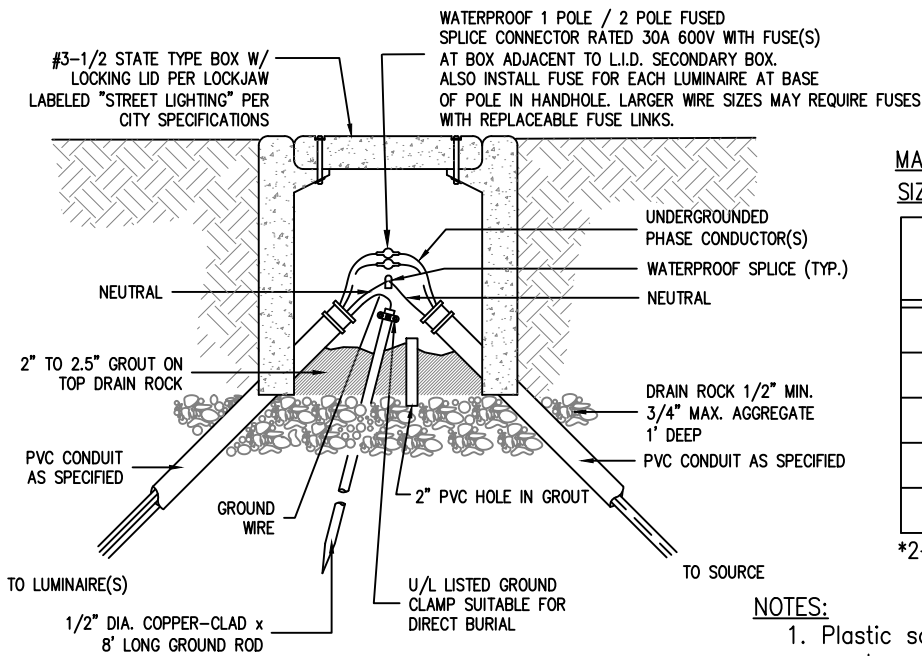 #3-1/2 STATE TYPE BOX W/
LOCKING LID PER LOCKJAW
LABELED "STREET LIGHTING" PER
CITY SPECIFICATIONS
WATERPROOF 1 POLE / 2 POLE FUSED
SPLICE CONNECTOR RATED 30A 600V WITH FUSE(S)
AT BOX ADJACENT TO L.I.D. SECONDARY BOX.
ALSO INSTALL FUSE FOR EACH LUMINAIRE AT BASE
OF POLE IN HANDHOLE. LARGER WIRE SIZES MAY REQUIRE FUSES
WITH REPLACEABLE FUSE LINKS.
UNDERGROUNDED
PHASE CONDUCTOR(S)
WATERPROOF SPLICE (TYP.)
NEUTRAL
NEUTRAL
2" TO 2.5" GROUT ON
TOP DRAIN ROCK
DRAIN ROCK 1/2" MIN.
3/4" MAX. AGGREGATE
1' DEEP
PVC CONDUIT
AS SPECIFIED
PVC CONDUIT AS SPECIFIED
GROUND
WIRE
2" PVC HOLE IN GROUT
TO LUMINAIRE(S)
TO SOURCE
1/2" DIA. COPPER-CLAD x
8' LONG GROUND ROD
U/L LISTED GROUND
CLAMP SUITABLE FOR
DIRECT BURIAL
MA
SIZ
*2-
NOTES:
1. Plastic